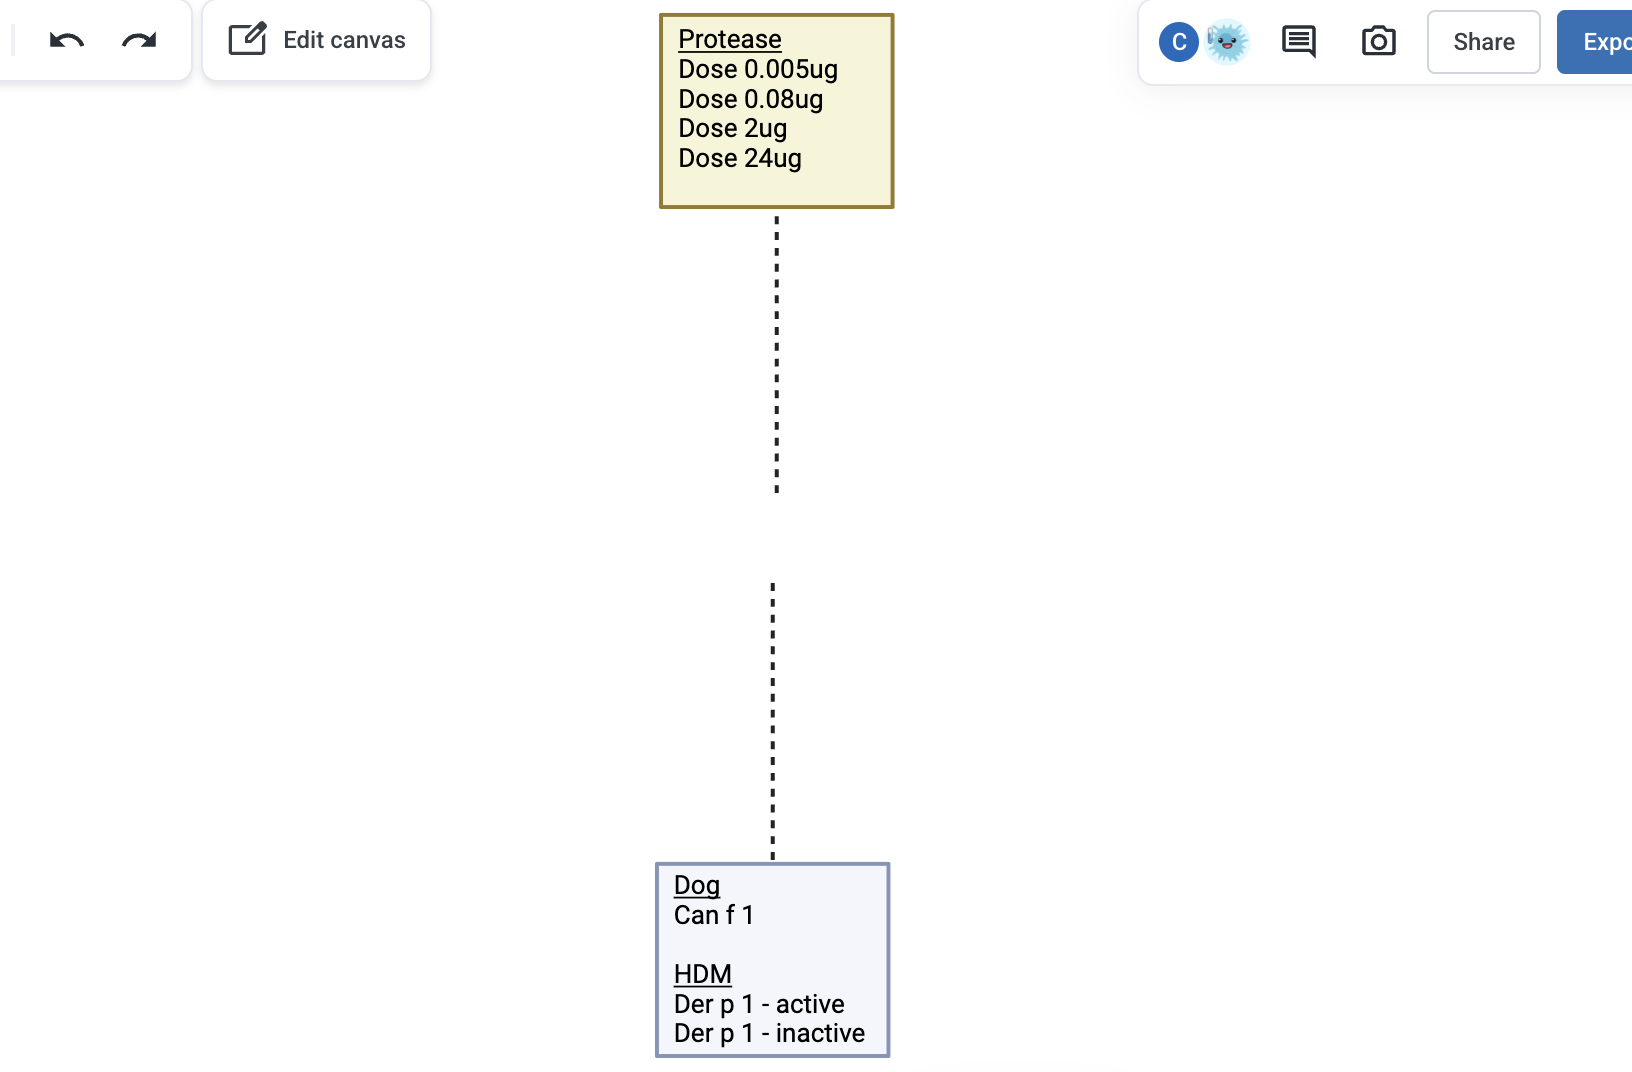 Edit canvas
C
Share
Expo
Protease
Dose 0.005ug
Dose 0.08ug
Dose 2ug
Dose 24ug
Dog
Can f 1
HDM
Der p 1 - active
Der p 1 - inactive